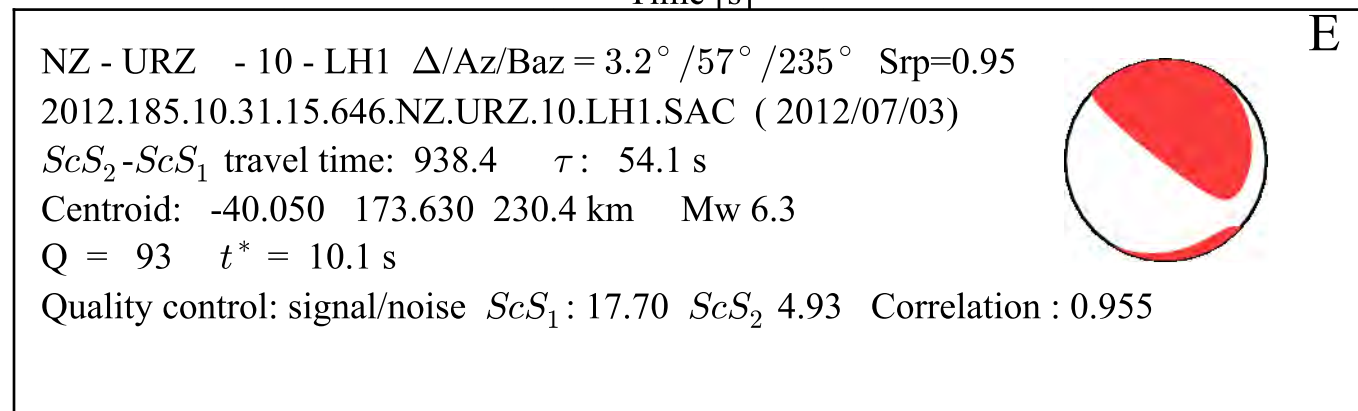 E
NZ - URZ - 10 - LH1 Δ/Az/Baz = 3.2° /57° /235° Srp=0.95
2012.185.10.31.15.646.NZ.URZ.10.LH1.SAC ( 2012/07/03)
ScS₂-ScS₁ travel time: 938.4 τ : 54.1 s
Centroid: -40.050 173.630 230.4 km Mw 6.3
Q = 93 t* = 10.1 s
Quality control: signal/noise ScS₁ : 17.70 ScS₂ 4.93 Correlation : 0.955